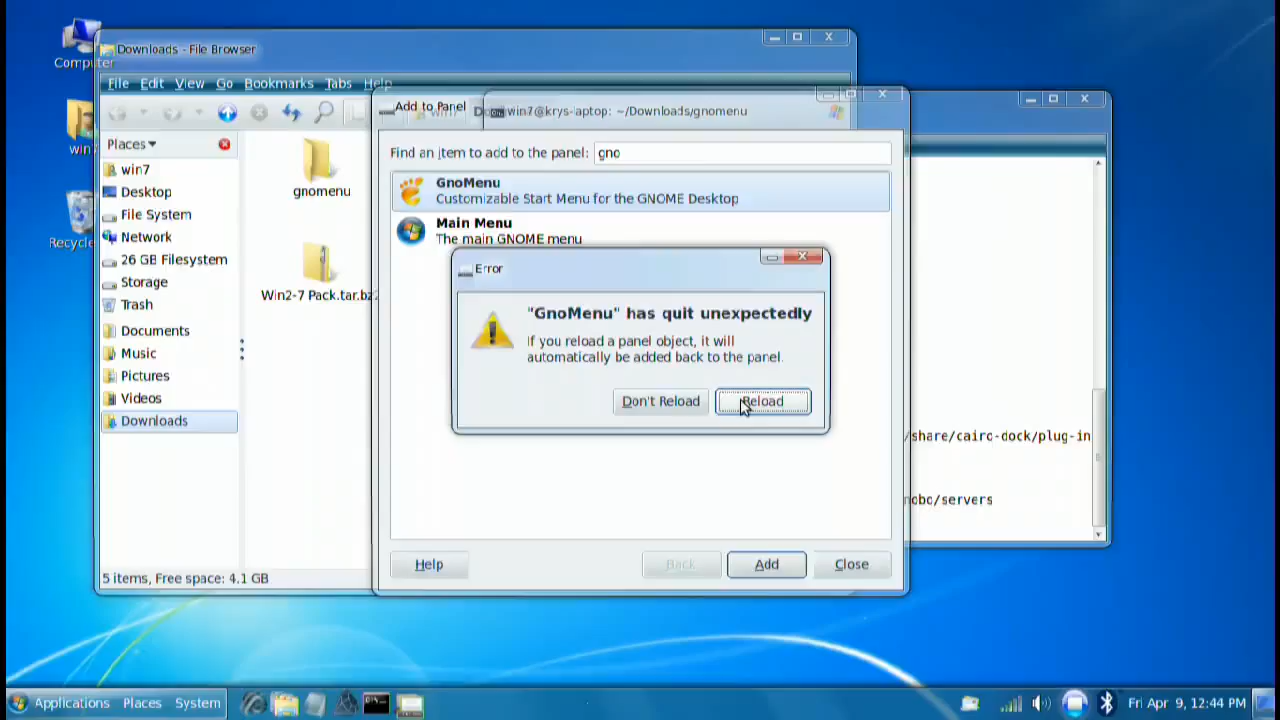 Computer
win7
Recycle
Downloads - File Browser
File Edit View Go Bookmarks Tabs Help
Places
win7
Desktop
File System
Network
26 GB Filesystem
Storage
Trash
Documents
Music
Pictures
Videos
Downloads
gnomenu
Win2-7 Pack.tar.bz2
5 items, Free space: 4.1 GB
win7@krys-laptop: ~/Downloads/gnomenu
/share/cairo-dock/plug-in
nobo/servers
Add to Panel
Find an item to add to the panel: gno
GnoMenu
Customizable Start Menu for the GNOME Desktop
Main Menu
The main GNOME menu
Help Back Add Close
Error
"GnoMenu" has quit unexpectedly
If you reload a panel object, it will
automatically be added back to the panel.
Don't Reload Reload
Applications Places System
Fri Apr 9, 12:44 PM